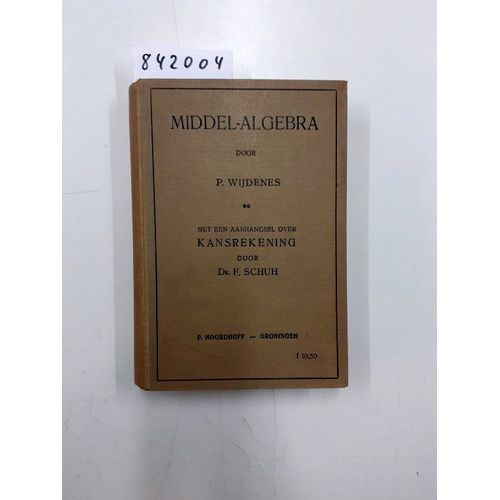 842004
MIDDEL-ALGEBRA
DOOR
P. WIJDENES
**
MET EEN AANHANGSEL OVER
KANSREKENING
DOOR
DR. F. SCHUH
P. NOORDHOFF — GRONINGEN
f 10,50